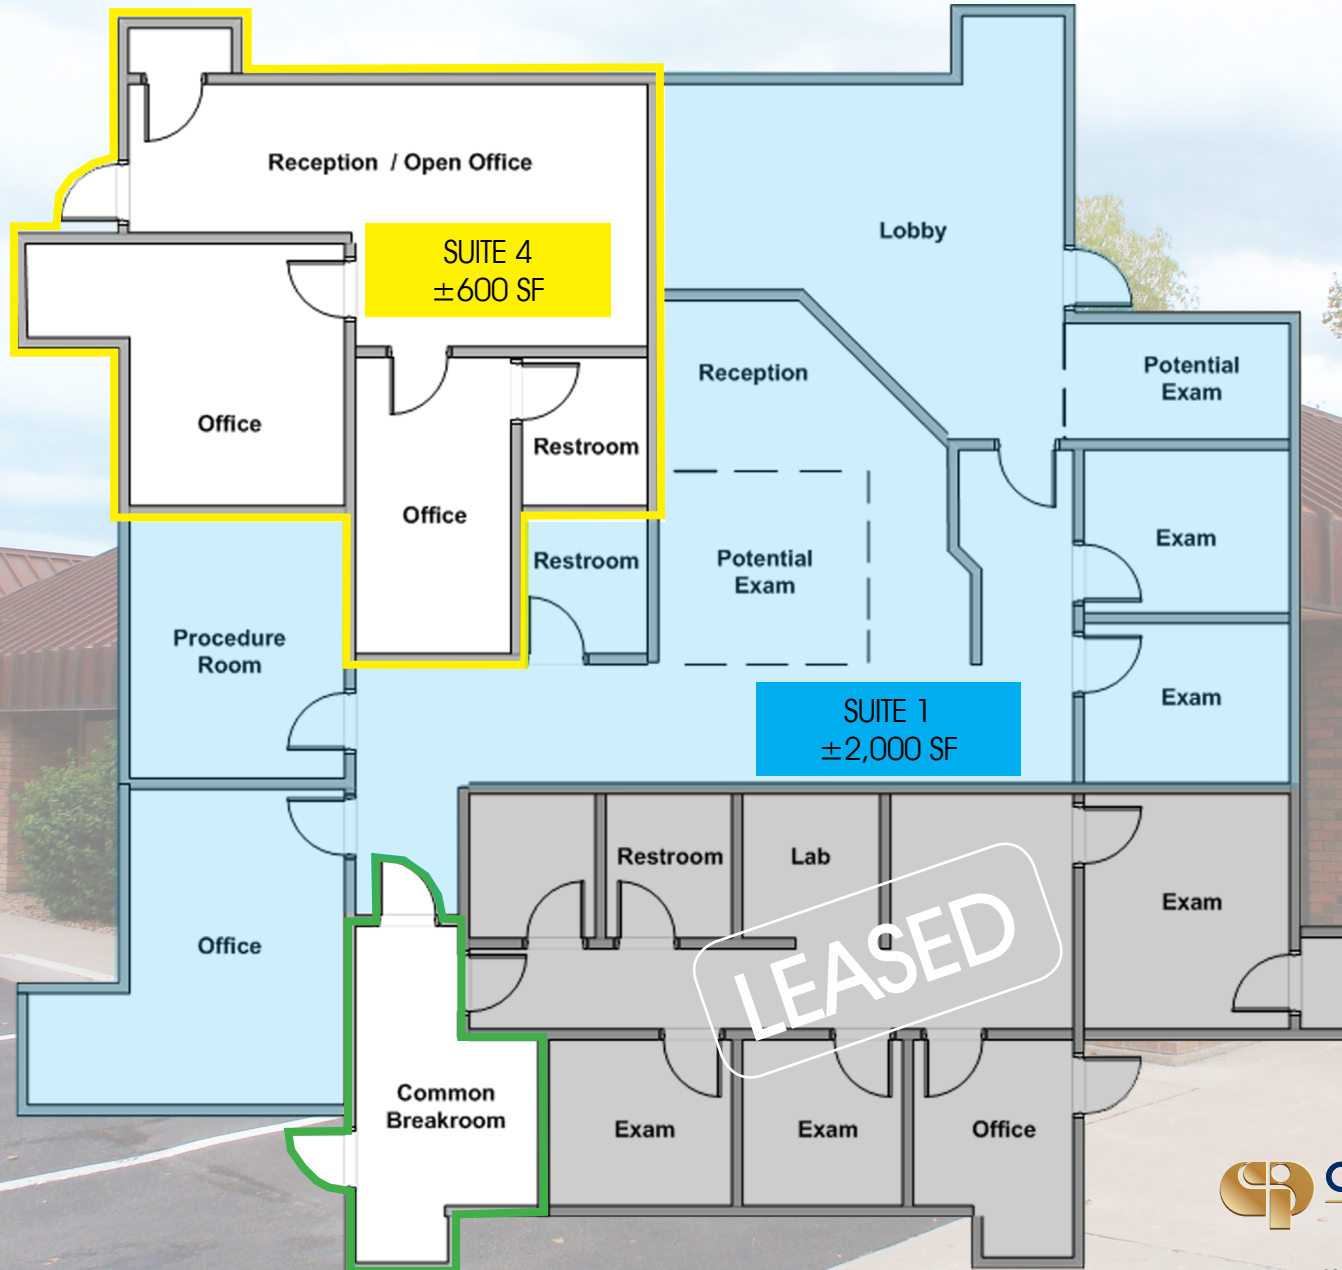 Reception / Open Office
SUITE 4
±600 SF
Lobby
Reception
Potential
Exam
Office
Restroom
Office
Exam
Restroom
Potential
Exam
Procedure
Room
Exam
SUITE 1
±2,000 SF
Restroom
Lab
Exam
Office
LEASED
Common
Breakroom
Exam
Exam
Office